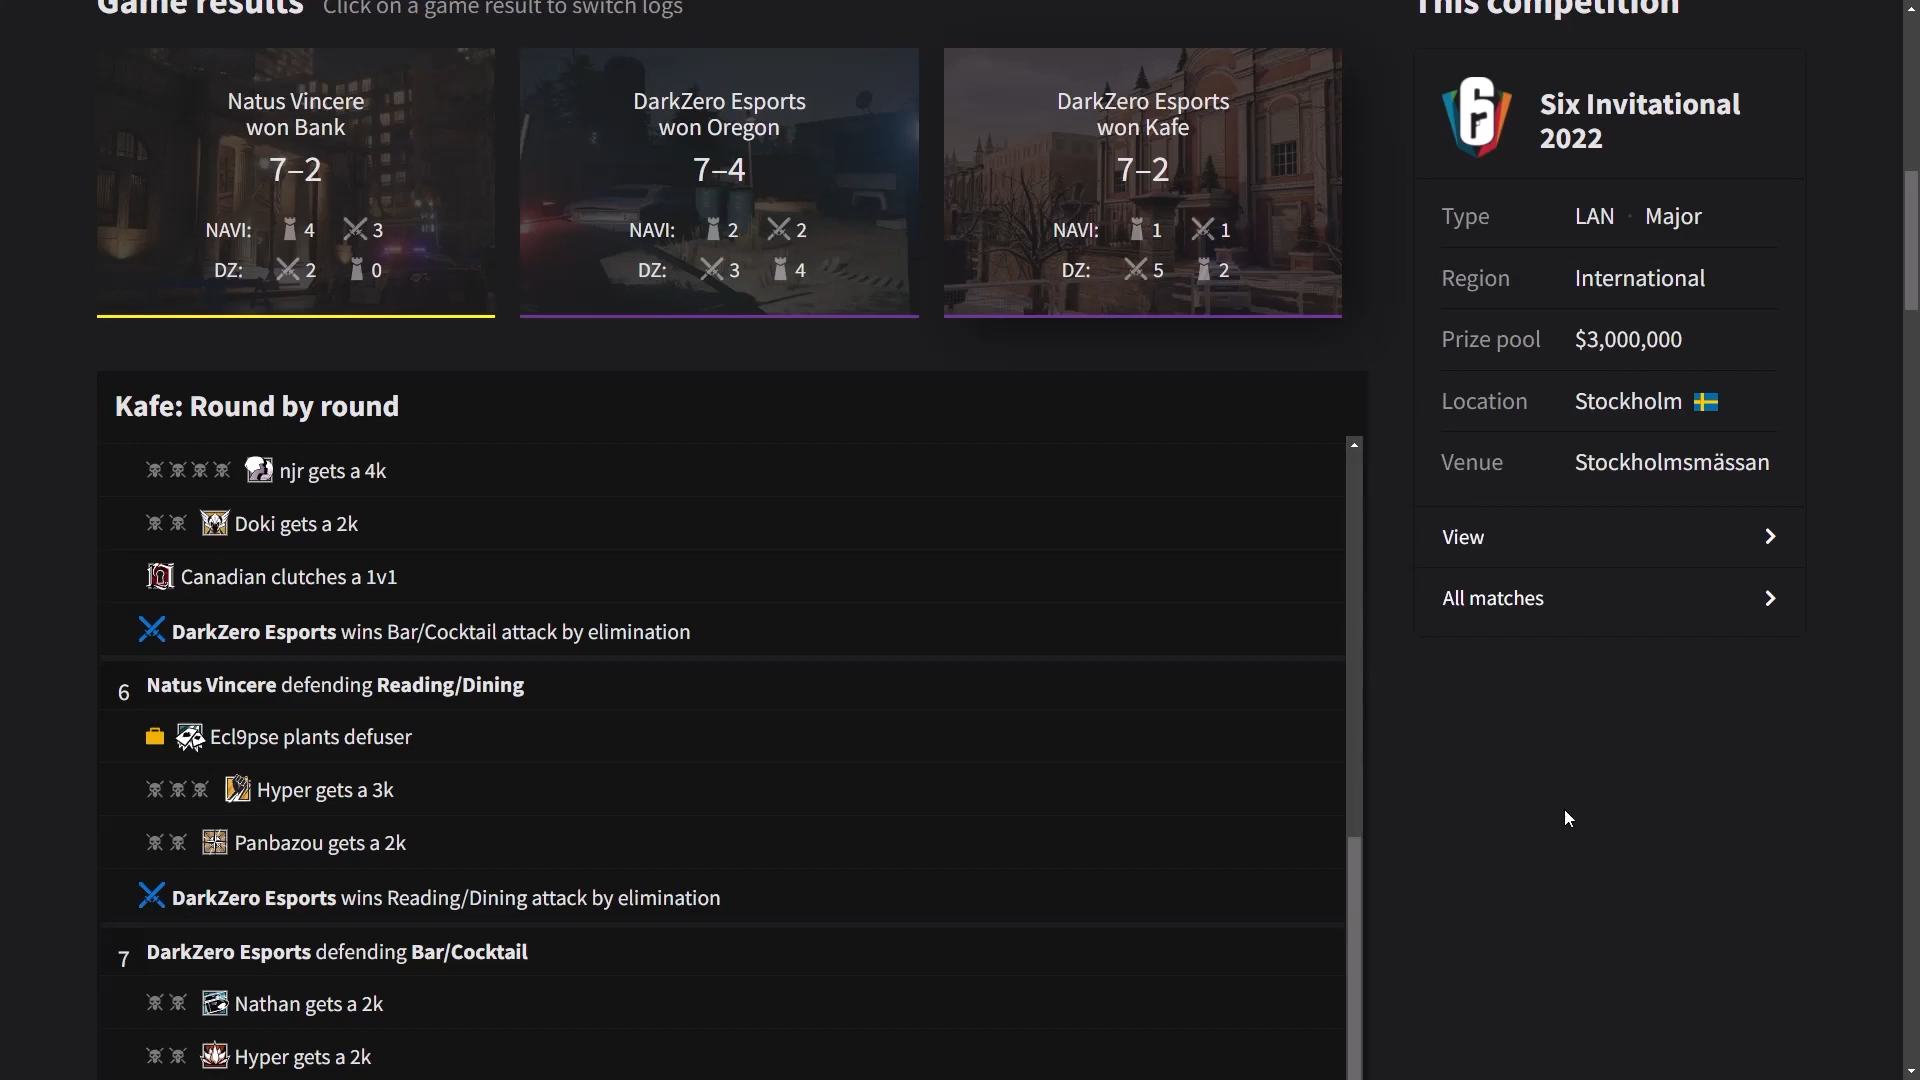 Game results Click on a game result to switch logs
This competition
Natus Vincere
won Bank
7–2
NAVI: 4 3
DZ: 2 0
DarkZero Esports
won Oregon
7–4
NAVI: 2 2
DZ: 3 4
DarkZero Esports
won Kafe
7–2
NAVI: 1 1
DZ: 5 2
Six Invitational
2022
Type LAN · Major
Region International
Prize pool $3,000,000
Location Stockholm
Venue Stockholmsmässan
View
All matches
Kafe: Round by round
njr gets a 4k
Doki gets a 2k
Canadian clutches a 1v1
DarkZero Esports wins Bar/Cocktail attack by elimination
6 Natus Vincere defending Reading/Dining
Ecl9pse plants defuser
Hyper gets a 3k
Panbazou gets a 2k
DarkZero Esports wins Reading/Dining attack by elimination
7 DarkZero Esports defending Bar/Cocktail
Nathan gets a 2k
Hyper gets a 2k